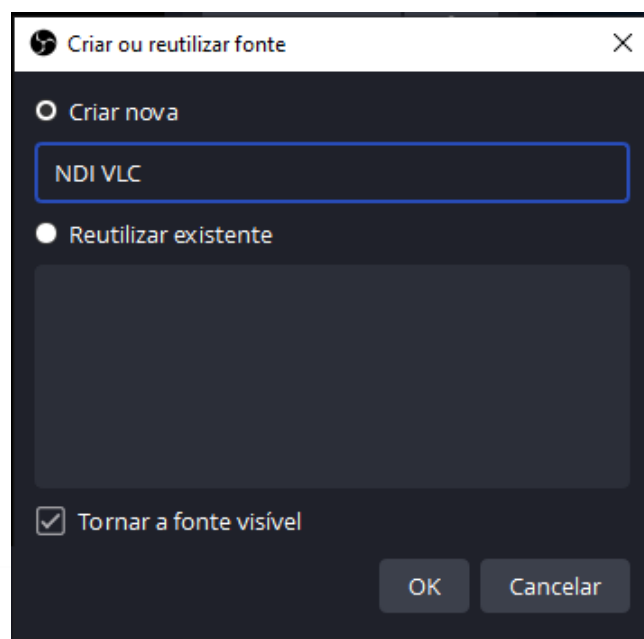 Criar ou reutilizar fonte
Criar nova
NDI VLC
Reutilizar existente
Tornar a fonte visível
OK Cancelar